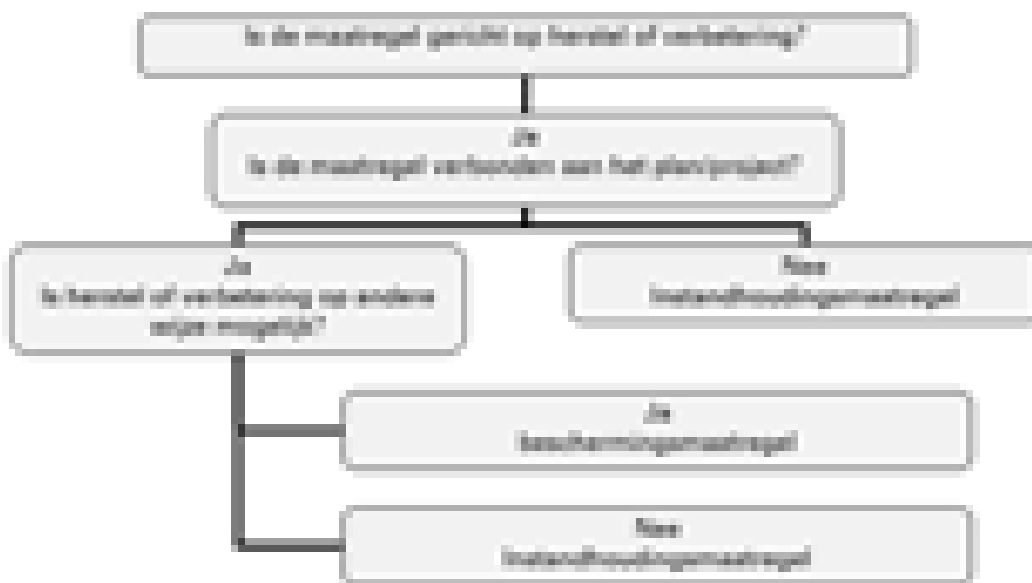 Is de maatregel gericht op herstel of verbetering?
Ja
Is de maatregel verbonden aan het plan/project?
Ja
Is herstel of verbetering op andere
wijze mogelijk?
Nee
Instandhoudingsmaatregel
Ja
beschermingsmaatregel
Nee
Instandhoudingsmaatregel